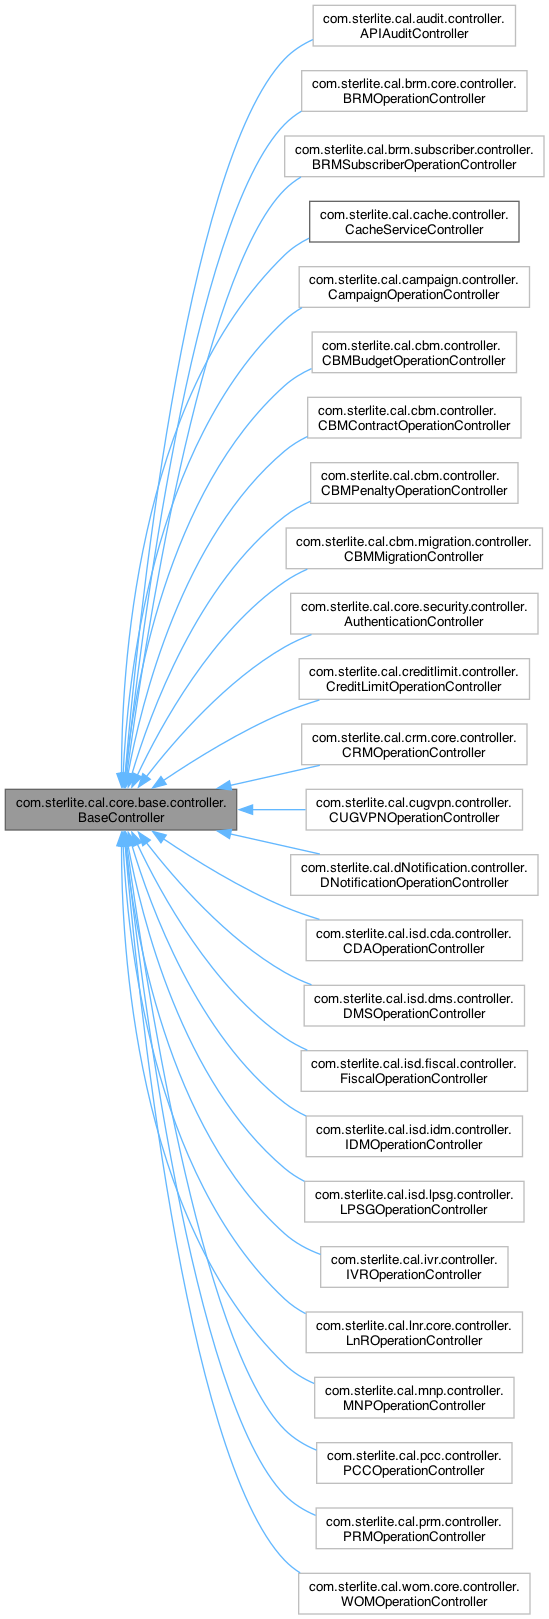 com.sterlite.cal.audit.controller.
APIAuditController
com.sterlite.cal.brm.core.controller.
BRMOperationController
com.sterlite.cal.brm.subscriber.controller.
BRMSubscriberOperationController
com.sterlite.cal.cache.controller.
CacheServiceController
com.sterlite.cal.campaign.controller.
CampaignOperationController
com.sterlite.cal.cbm.controller.
CBMBudgetOperationController
com.sterlite.cal.cbm.controller.
CBMContractOperationController
com.sterlite.cal.cbm.controller.
CBMPenaltyOperationController
com.sterlite.cal.cbm.migration.controller.
CBMMigrationController
com.sterlite.cal.core.security.controller.
AuthenticationController
com.sterlite.cal.creditlimit.controller.
CreditLimitOperationController
com.sterlite.cal.crm.core.controller.
CRMOperationController
com.sterlite.cal.core.base.controller.
BaseController
com.sterlite.cal.cugvpn.controller.
CUGVPNOperationController
com.sterlite.cal.dNotification.controller.
DNotificationOperationController
com.sterlite.cal.isd.cda.controller.
CDAOperationController
com.sterlite.cal.isd.dms.controller.
DMSOperationController
com.sterlite.cal.isd.fiscal.controller.
FiscalOperationController
com.sterlite.cal.isd.idm.controller.
IDMOperationController
com.sterlite.cal.isd.lpsg.controller.
LPSGOperationController
com.sterlite.cal.ivr.controller.
IVROperationController
com.sterlite.cal.lnr.core.controller.
LnROperationController
com.sterlite.cal.mnp.controller.
MNPOperationController
com.sterlite.cal.pcc.controller.
PCCOperationController
com.sterlite.cal.prm.controller.
PRMOperationController
com.sterlite.cal.wom.core.controller.
WOMOperationController